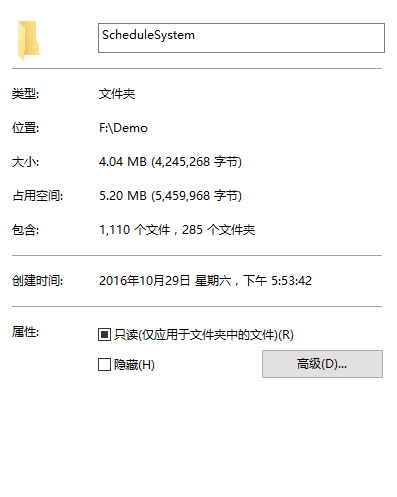 ScheduleSystem
类型: 文件夹
位置: F:\Demo
大小: 4.04 MB (4,245,268 字节)
占用空间: 5.20 MB (5,459,968 字节)
包含: 1,110 个文件，285 个文件夹
创建时间: 2016年10月29日 星期六，下午 5:53:42
属性: 只读(仅应用于文件夹中的文件)(R)
隐藏(H) 高级(D)...